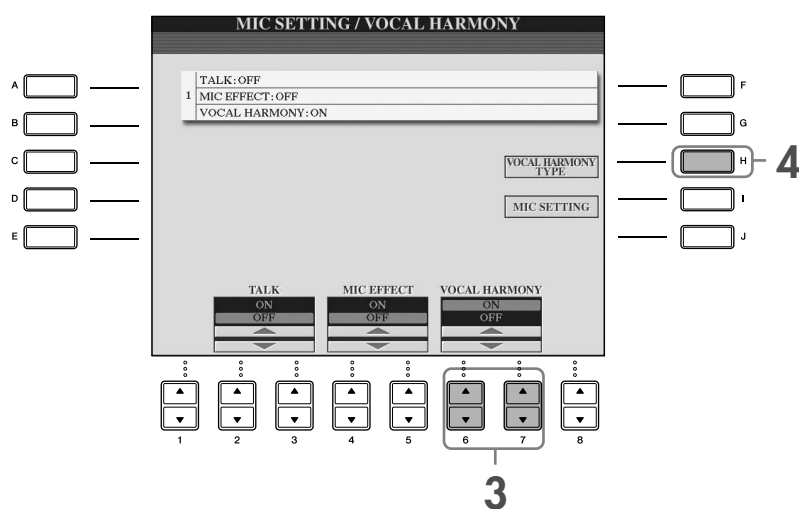 MIC SETTING / VOCAL HARMONY
TALK:OFF
1 MIC EFFECT:OFF
VOCAL HARMONY:ON
A
B
C
D
E
F
G
H
I
J
4
VOCAL HARMONY
TYPE
MIC SETTING
TALK MIC EFFECT VOCAL HARMONY
ON ON ON
OFF OFF OFF
1 2 3 4 5 6 7 8
3